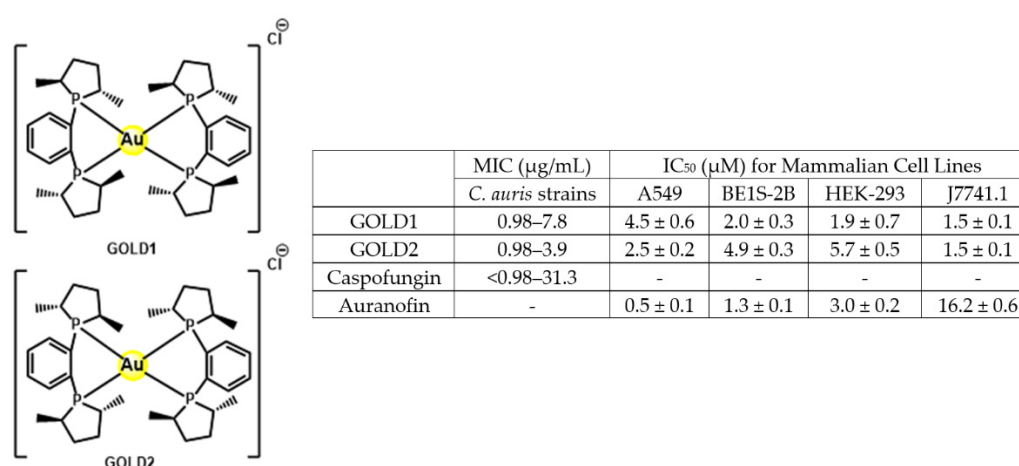 Cl⊖
P
P
Au
P
P
GOLD1
Cl⊖
P
P
Au
P
P
GOLD2
MIC (µg/mL) IC₅₀ (µM) for Mammalian Cell Lines
C. auris strains A549 BE1S-2B HEK-293 J7741.1
GOLD1 0.98–7.8 4.5 ± 0.6 2.0 ± 0.3 1.9 ± 0.7 1.5 ± 0.1
GOLD2 0.98–3.9 2.5 ± 0.2 4.9 ± 0.3 5.7 ± 0.5 1.5 ± 0.1
Caspofungin <0.98–31.3 - - - -
Auranofin - 0.5 ± 0.1 1.3 ± 0.1 3.0 ± 0.2 16.2 ± 0.6